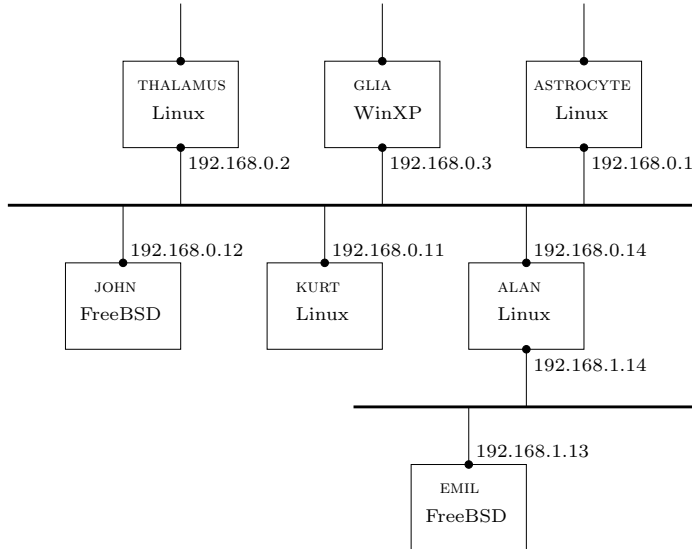 THALAMUS
Linux
GLIA
WinXP
ASTROCYTE
Linux
192.168.0.2
192.168.0.3
192.168.0.1
192.168.0.12
192.168.0.11
192.168.0.14
JOHN
FreeBSD
KURT
Linux
ALAN
Linux
192.168.1.14
192.168.1.13
EMIL
FreeBSD